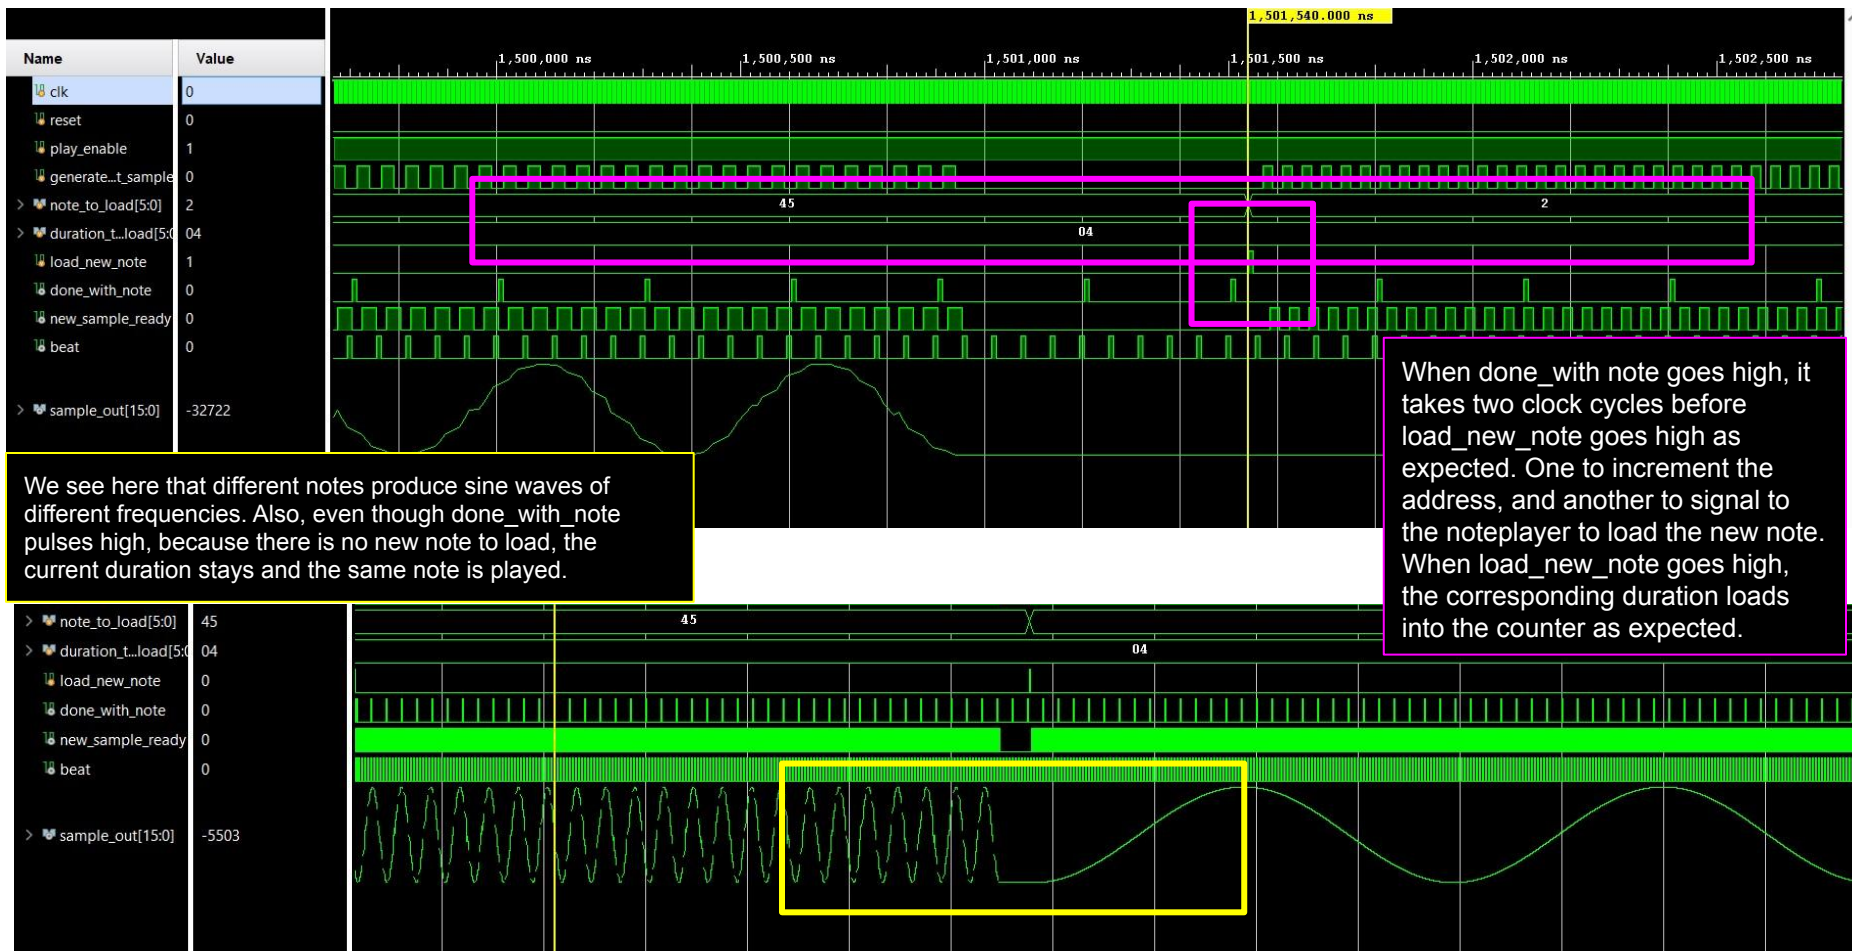 1,501,540.000 ns
Name Value
1,500,000 ns 1,500,500 ns 1,501,000 ns 1,501,500 ns 1,502,000 ns 1,502,500 ns
clk 0
reset 0
play_enable 1
generate...t_sample 0
note_to_load[5:0] 2 45 2
duration_t...load[5:0 04 04
load_new_note 1
done_with_note 0
new_sample_ready 0
beat 0
sample_out[15:0] -32722
When done_with note goes high, it
takes two clock cycles before
load_new_note goes high as
expected. One to increment the
address, and another to signal to
the noteplayer to load the new note.
When load_new_note goes high,
the corresponding duration loads
into the counter as expected.
We see here that different notes produce sine waves of
different frequencies. Also, even though done_with_note
pulses high, because there is no new note to load, the
current duration stays and the same note is played.
note_to_load[5:0] 45 45
duration_t...load[5:0 04 04
load_new_note 0
done_with_note 0
new_sample_ready 0
beat 0
sample_out[15:0] -5503